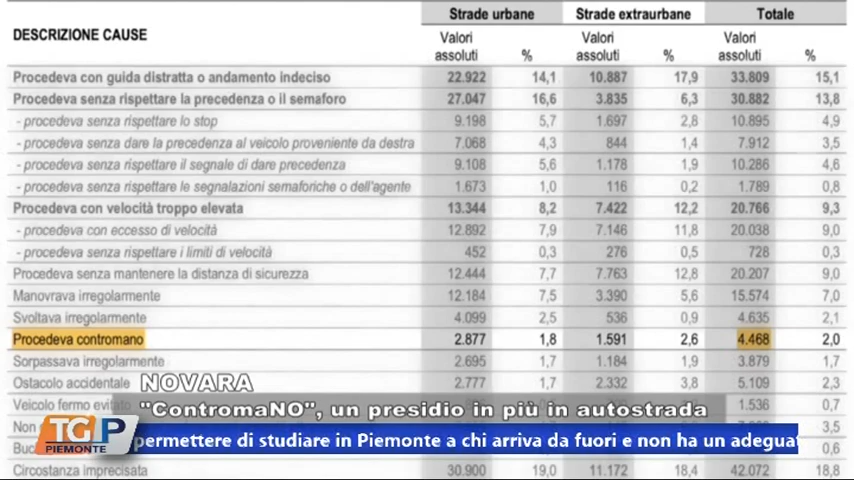 Strade urbane Strade extraurbane Totale
DESCRIZIONE CAUSE Valori assoluti % Valori assoluti % Valori assoluti %
Procedeva con guida distratta o andamento indeciso 22.922 14,1 10.887 17,9 33.809 15,1
Procedeva senza rispettare la precedenza o il semaforo 27.047 16,6 3.835 6,3 30.882 13,8
- procedeva senza rispettare lo stop 9.198 5,7 1.697 2,8 10.895 4,9
- procedeva senza dare la precedenza al veicolo proveniente da destra 7.068 4,3 844 1,4 7.912 3,5
- procedeva senza rispettare il segnale di dare precedenza 9.108 5,6 1.178 1,9 10.286 4,6
- procedeva senza rispettare le segnalazioni semaforiche o dell'agente 1.673 1,0 116 0,2 1.789 0,8
Procedeva con velocità troppo elevata 13.344 8,2 7.422 12,2 20.766 9,3
- procedeva con eccesso di velocità 12.892 7,9 7.146 11,8 20.038 9,0
- procedeva senza rispettare i limiti di velocità 452 0,3 276 0,5 728 0,3
Procedeva senza mantenere la distanza di sicurezza 12.444 7,7 7.763 12,8 20.207 9,0
Manovrava irregolarmente 12.184 7,5 3.390 5,6 15.574 7,0
Svoltava irregolarmente 4.099 2,5 536 0,9 4.635 2,1
Procedeva contromano 2.877 1,8 1.591 2,6 4.468 2,0
Sorpassava irregolarmente 2.695 1,7 1.184 1,9 3.879 1,7
Ostacolo accidentale 2.777 1,7 2.332 3,8 5.109 2,3
NOVARA
Veicolo fermo evitato 1.536 0,7
"ContromaNO", un presidio in più in autostrada
3,5
TGP PIEMONTE
permettere di studiare in Piemonte a chi arriva da fuori e non ha un adeguat
0,6
Circostanza imprecisata 30.900 19,0 11.172 18,4 42.072 18,8